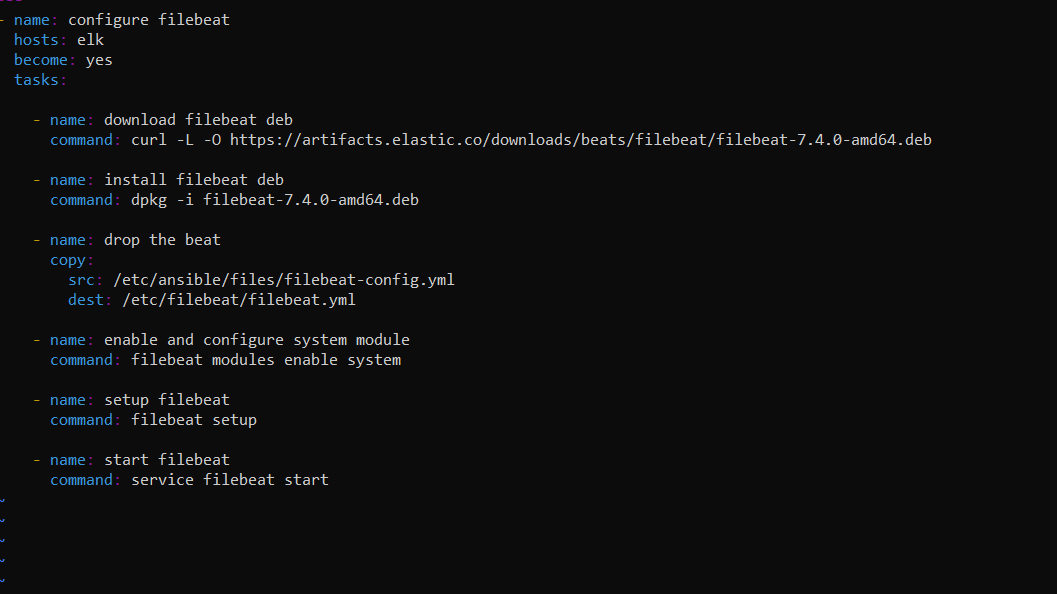 ---
- name: configure filebeat
  hosts: elk
  become: yes
  tasks:

    - name: download filebeat deb
      command: curl -L -O https://artifacts.elastic.co/downloads/beats/filebeat/filebeat-7.4.0-amd64.deb

    - name: install filebeat deb
      command: dpkg -i filebeat-7.4.0-amd64.deb

    - name: drop the beat
      copy:
        src: /etc/ansible/files/filebeat-config.yml
        dest: /etc/filebeat/filebeat.yml

    - name: enable and configure system module
      command: filebeat modules enable system

    - name: setup filebeat
      command: filebeat setup

    - name: start filebeat
      command: service filebeat start
~
~
~
~
~